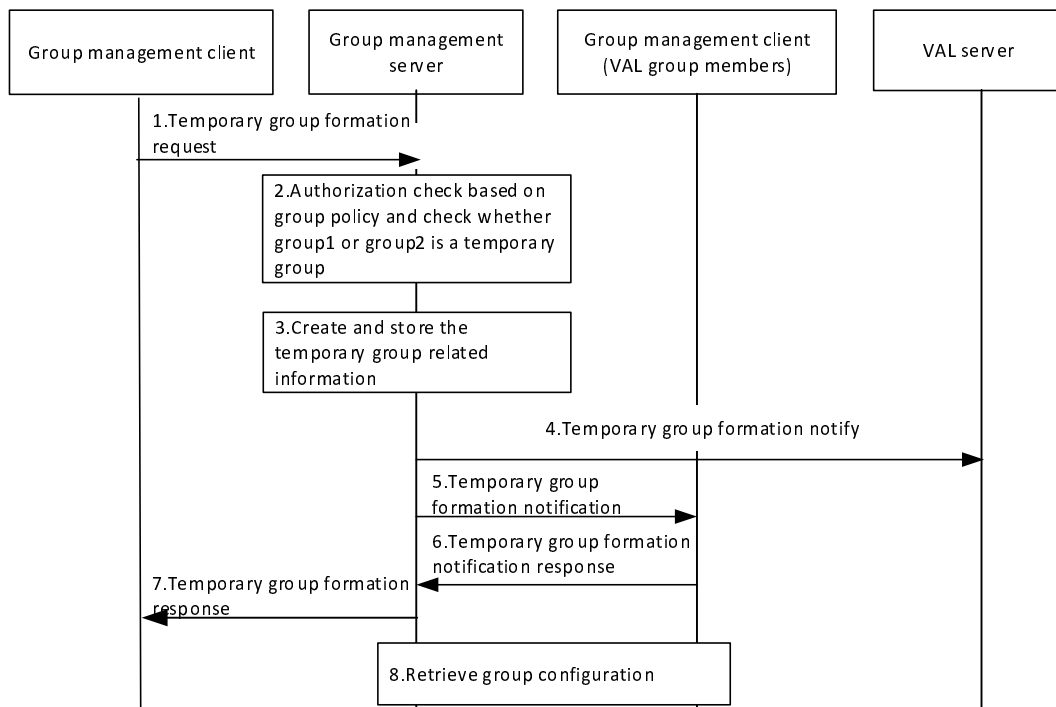 Group management client
Group management
server
Group management client
(VAL group members)
VAL server
1.Temporary group formation
request
2.Authorization check based on
group policy and check whether
group1 or group2 is a temporary
group
3.Create and store the
temporary group related
information
4.Temporary group formation notify
5.Temporary group
formation notification
6.Temporary group formation
notification response
7.Temporary group formation
response
8.Retrieve group configuration